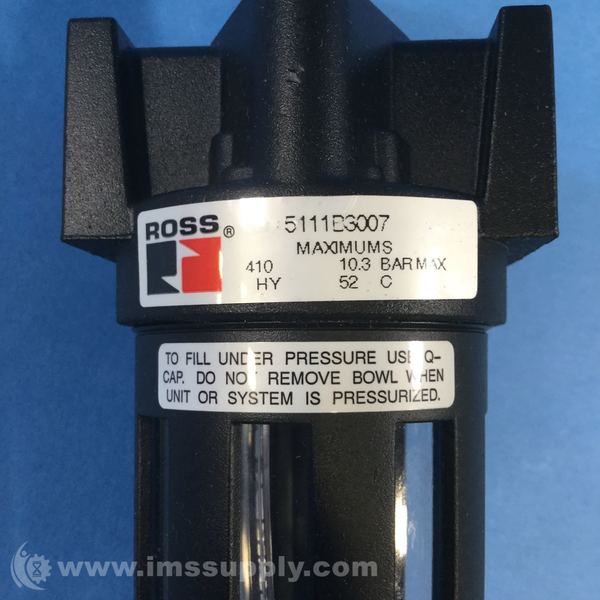 ROSS ® 5111B3007
MAXIMUMS
410 10.3 BAR MAX
HY 52 C
TO FILL UNDER PRESSURE USE Q-
CAP. DO NOT REMOVE BOWL WHEN
UNIT OR SYSTEM IS PRESSURIZED.
www.imssupply.com